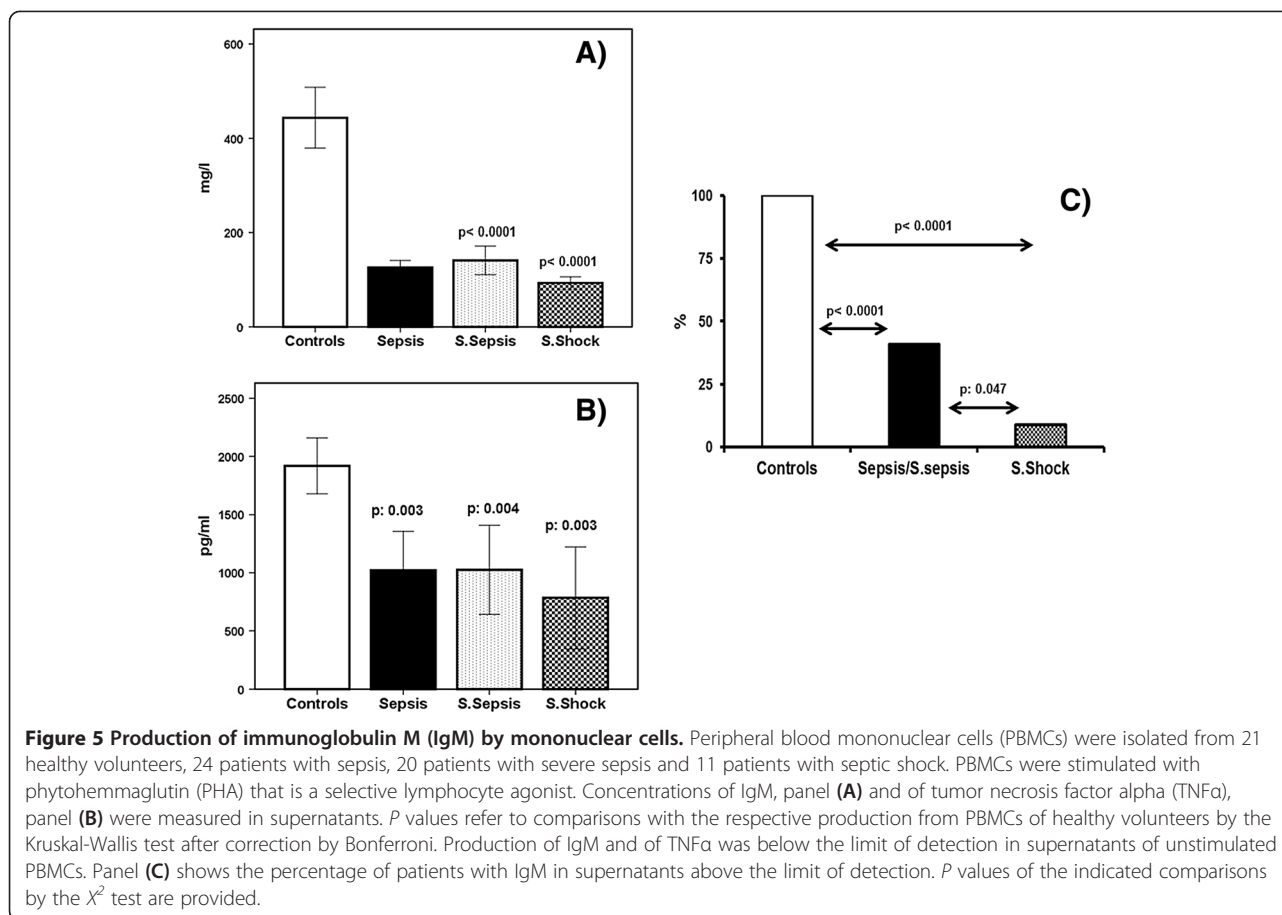 A)
600
400
200
0
mg/l
p< 0.0001
p< 0.0001
Controls Sepsis S.Sepsis S.Shock
B)
2500
2000
1500
1000
500
0
pg/ml
p: 0.003 p: 0.004 p: 0.003
Controls Sepsis S.Sepsis S.Shock
C)
100
75
50
25
0
%
p< 0.0001
p< 0.0001
p: 0.047
Controls Sepsis/S.sepsis S.Shock
Figure 5 Production of immunoglobulin M (IgM) by mononuclear cells. Peripheral blood mononuclear cells (PBMCs) were isolated from 21
healthy volunteers, 24 patients with sepsis, 20 patients with severe sepsis and 11 patients with septic shock. PBMCs were stimulated with
phytohemmaglutin (PHA) that is a selective lymphocyte agonist. Concentrations of IgM, panel (A) and of tumor necrosis factor alpha (TNFα),
panel (B) were measured in supernatants. P values refer to comparisons with the respective production from PBMCs of healthy volunteers by the
Kruskal-Wallis test after correction by Bonferroni. Production of IgM and of TNFα was below the limit of detection in supernatants of unstimulated
PBMCs. Panel (C) shows the percentage of patients with IgM in supernatants above the limit of detection. P values of the indicated comparisons
by the X² test are provided.